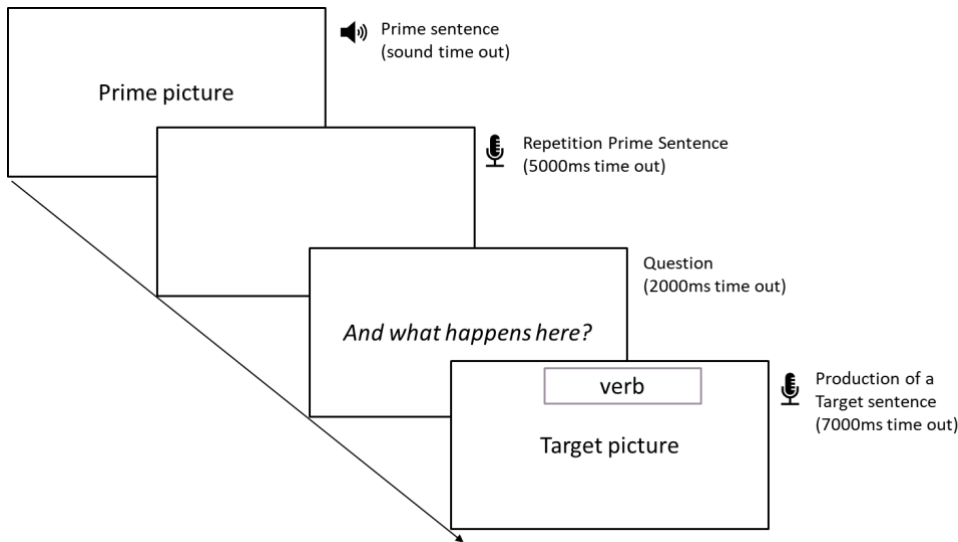 Prime picture
Prime sentence
(sound time out)
Repetition Prime Sentence
(5000ms time out)
And what happens here?
Question
(2000ms time out)
verb
Target picture
Production of a
Target sentence
(7000ms time out)